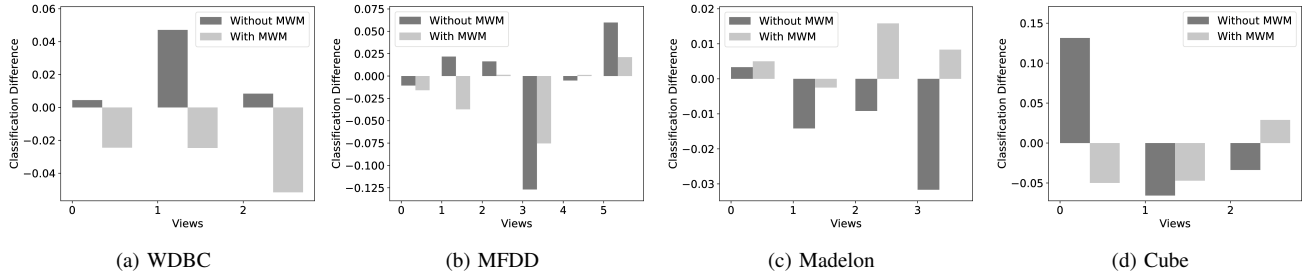 0.06
0.04
0.02
0.00
−0.02
−0.04
Classification Difference
Without MWM
With MWM
0 1 2
Views
(a) WDBC
0.075
0.050
0.025
0.000
−0.025
−0.050
−0.075
−0.100
−0.125
Classification Difference
Without MWM
With MWM
0 1 2 3 4 5
Views
(b) MFDD
0.02
0.01
0.00
−0.01
−0.02
−0.03
Classification Difference
Without MWM
With MWM
0 1 2 3
Views
(c) Madelon
0.15
0.10
0.05
0.00
−0.05
Classification Difference
Without MWM
With MWM
0 1 2
Views
(d) Cube